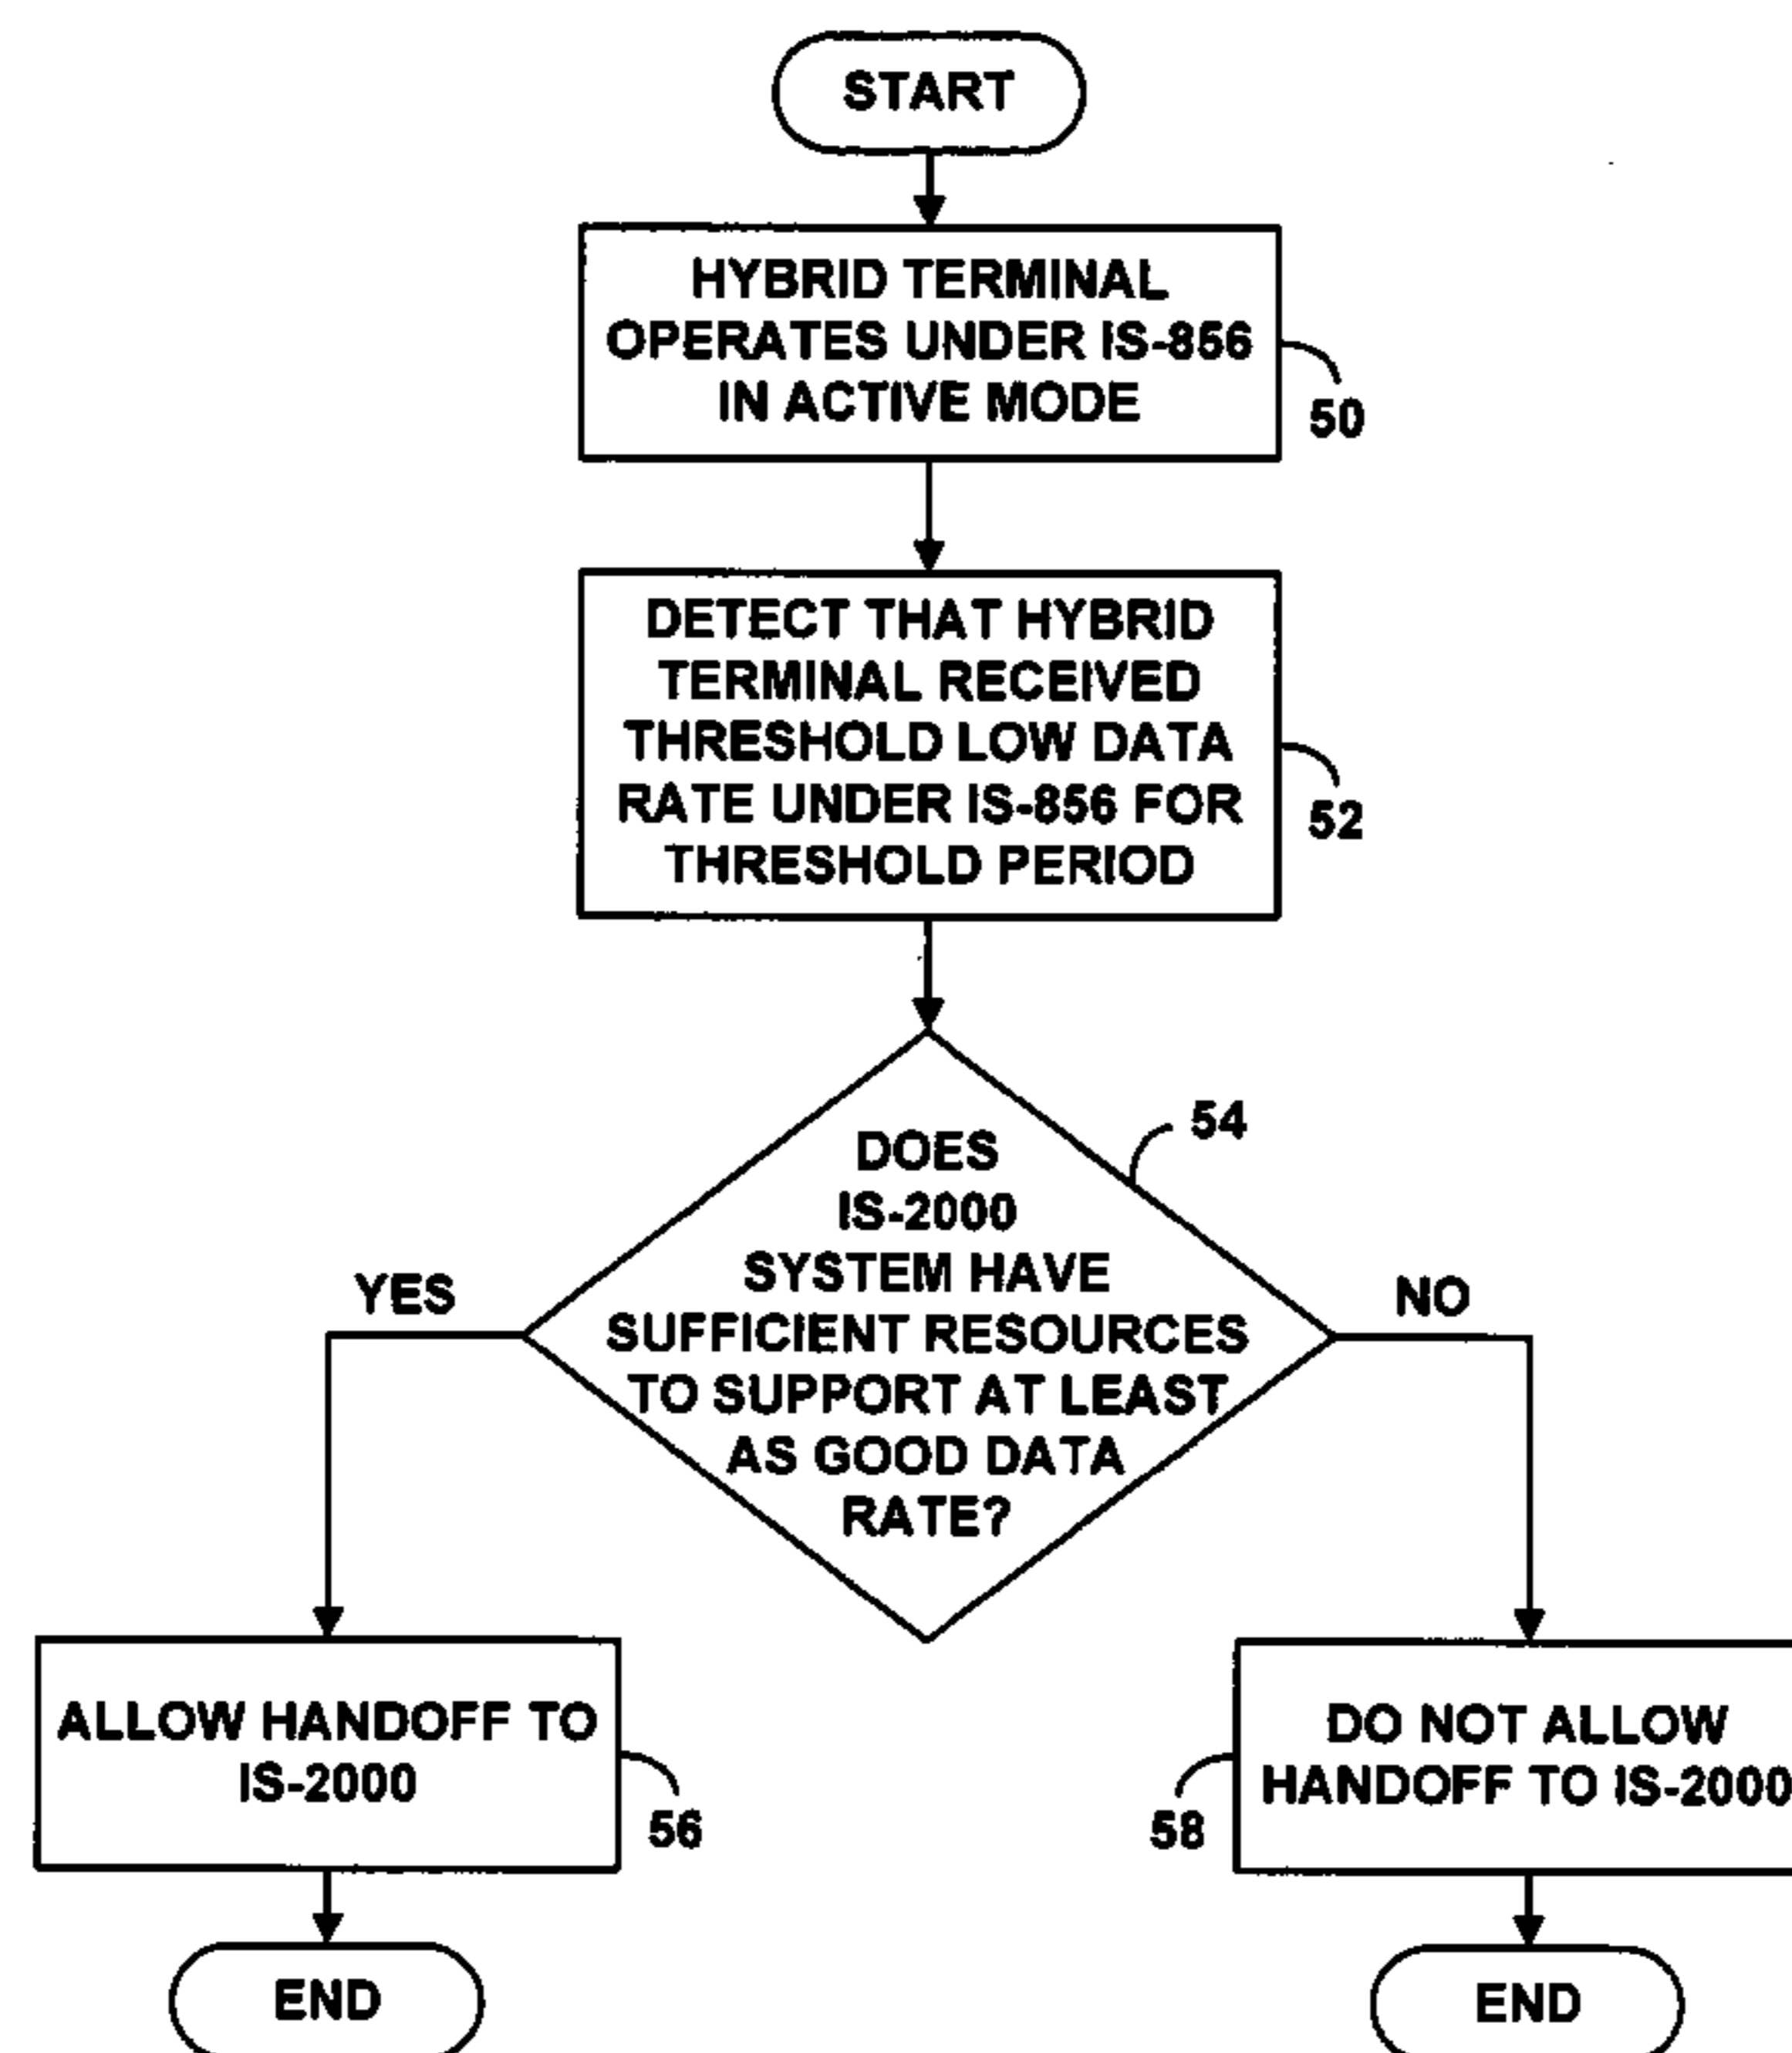 START
HYBRID TERMINAL
OPERATES UNDER IS-856
IN ACTIVE MODE
50
DETECT THAT HYBRID
TERMINAL RECEIVED
THRESHOLD LOW DATA
RATE UNDER IS-856 FOR
THRESHOLD PERIOD
52
54
DOES
IS-2000
SYSTEM HAVE
SUFFICIENT RESOURCES
TO SUPPORT AT LEAST
AS GOOD DATA
RATE?
YES
NO
ALLOW HANDOFF TO
IS-2000
56
DO NOT ALLOW
HANDOFF TO IS-2000
58
END
END